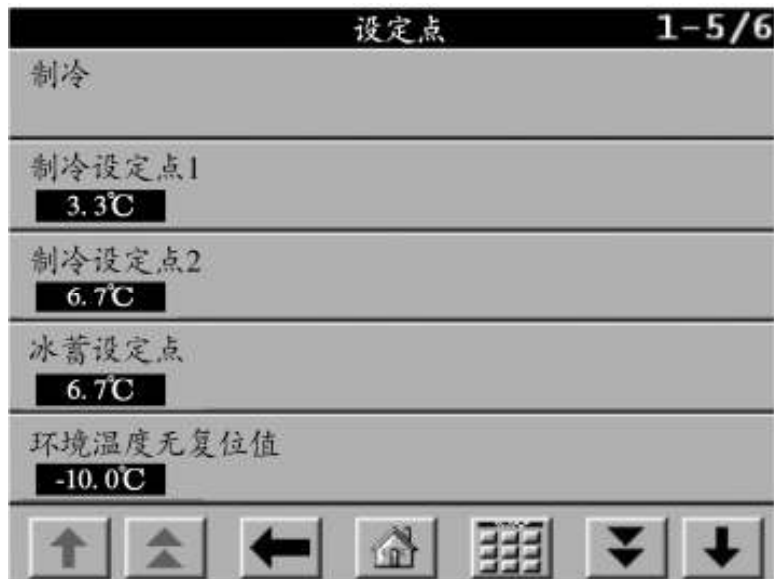 设定点 1-5/6
制冷
制冷设定点1
3.3℃
制冷设定点2
6.7℃
冰蓄设定点
6.7℃
环境温度无复位值
-10.0℃